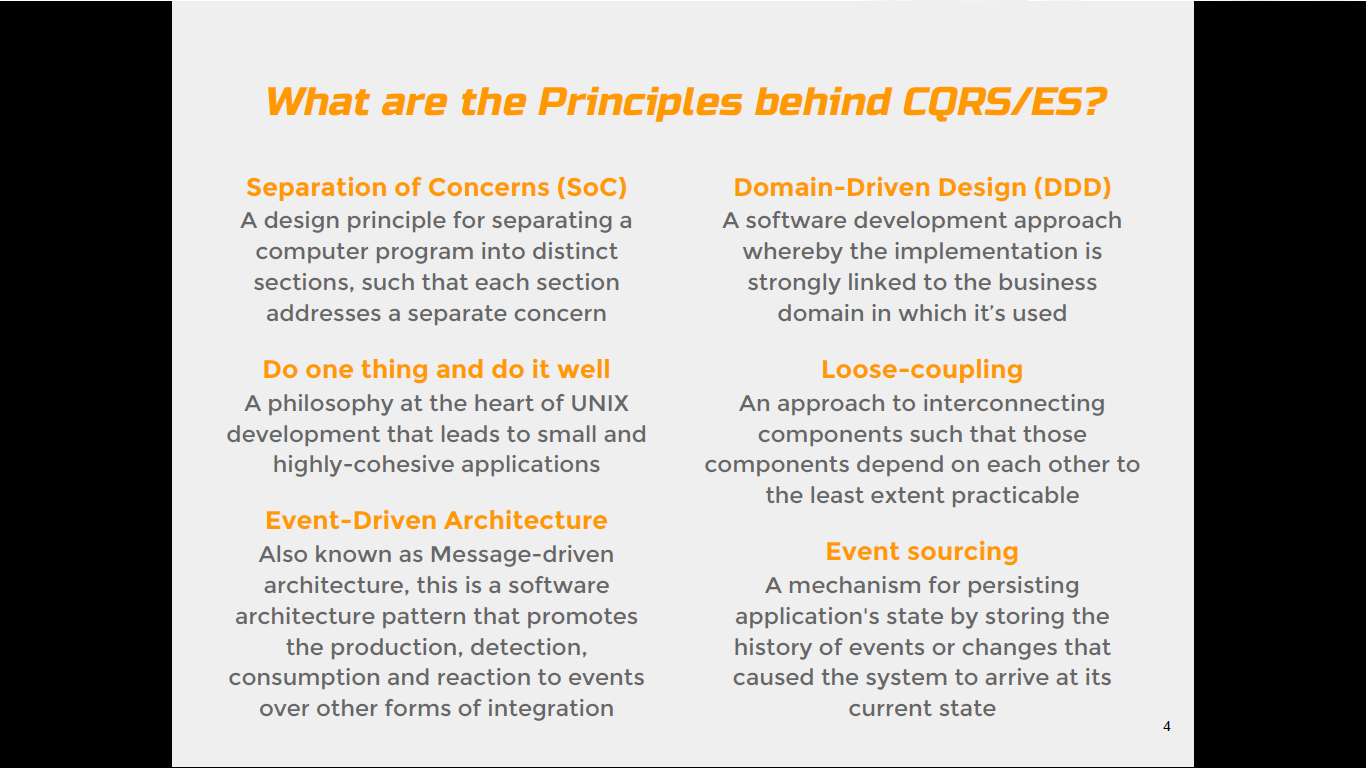 What are the Principles behind CQRS/ES?
Separation of Concerns (SoC)
A design principle for separating a
computer program into distinct
sections, such that each section
addresses a separate concern
Do one thing and do it well
A philosophy at the heart of UNIX
development that leads to small and
highly-cohesive applications
Event-Driven Architecture
Also known as Message-driven
architecture, this is a software
architecture pattern that promotes
the production, detection,
consumption and reaction to events
over other forms of integration
Domain-Driven Design (DDD)
A software development approach
whereby the implementation is
strongly linked to the business
domain in which it’s used
Loose-coupling
An approach to interconnecting
components such that those
components depend on each other to
the least extent practicable
Event sourcing
A mechanism for persisting
application's state by storing the
history of events or changes that
caused the system to arrive at its
current state
4